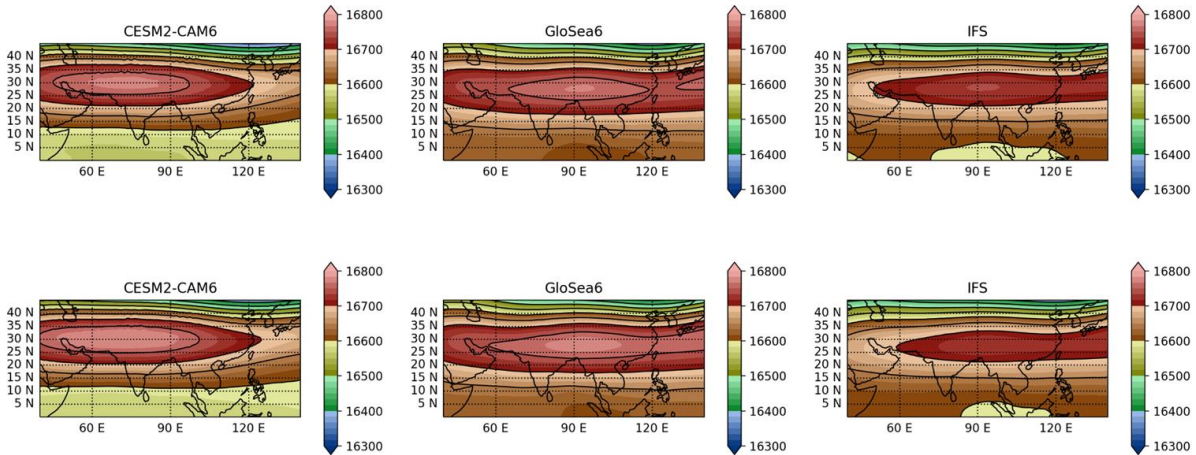 CESM2-CAM6
40 N
35 N
30 N
25 N
20 N
15 N
10 N
5 N
60 E 90 E 120 E
16800
16700
16600
16500
16400
16300
GloSea6
40 N
35 N
30 N
25 N
20 N
15 N
10 N
5 N
60 E 90 E 120 E
16800
16700
16600
16500
16400
16300
IFS
40 N
35 N
30 N
25 N
20 N
15 N
10 N
5 N
60 E 90 E 120 E
16800
16700
16600
16500
16400
16300
CESM2-CAM6
40 N
35 N
30 N
25 N
20 N
15 N
10 N
5 N
60 E 90 E 120 E
16800
16700
16600
16500
16400
16300
GloSea6
40 N
35 N
30 N
25 N
20 N
15 N
10 N
5 N
60 E 90 E 120 E
16800
16700
16600
16500
16400
16300
IFS
40 N
35 N
30 N
25 N
20 N
15 N
10 N
5 N
60 E 90 E 120 E
16800
16700
16600
16500
16400
16300